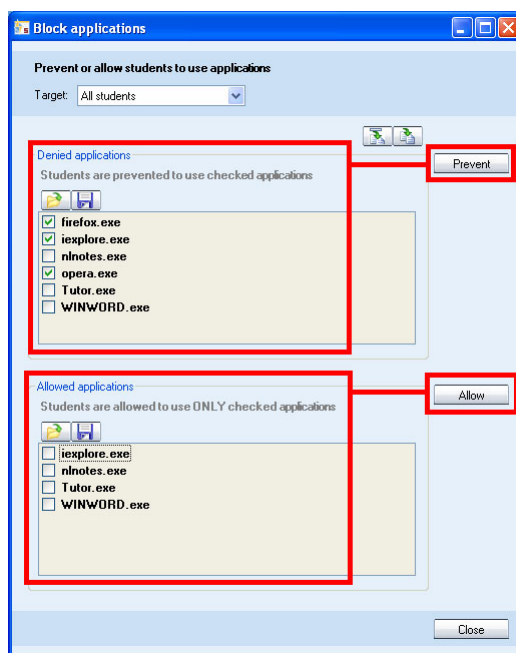 Block applications
Prevent or allow students to use applications
Target: All students
Denied applications
Prevent
Students are prevented to use checked applications
firefox.exe
iexplore.exe
nlnotes.exe
opera.exe
Tutor.exe
WINWORD.exe
Allowed applications
Allow
Students are allowed to use ONLY checked applications
iexplore.exe
nlnotes.exe
Tutor.exe
WINWORD.exe
Close